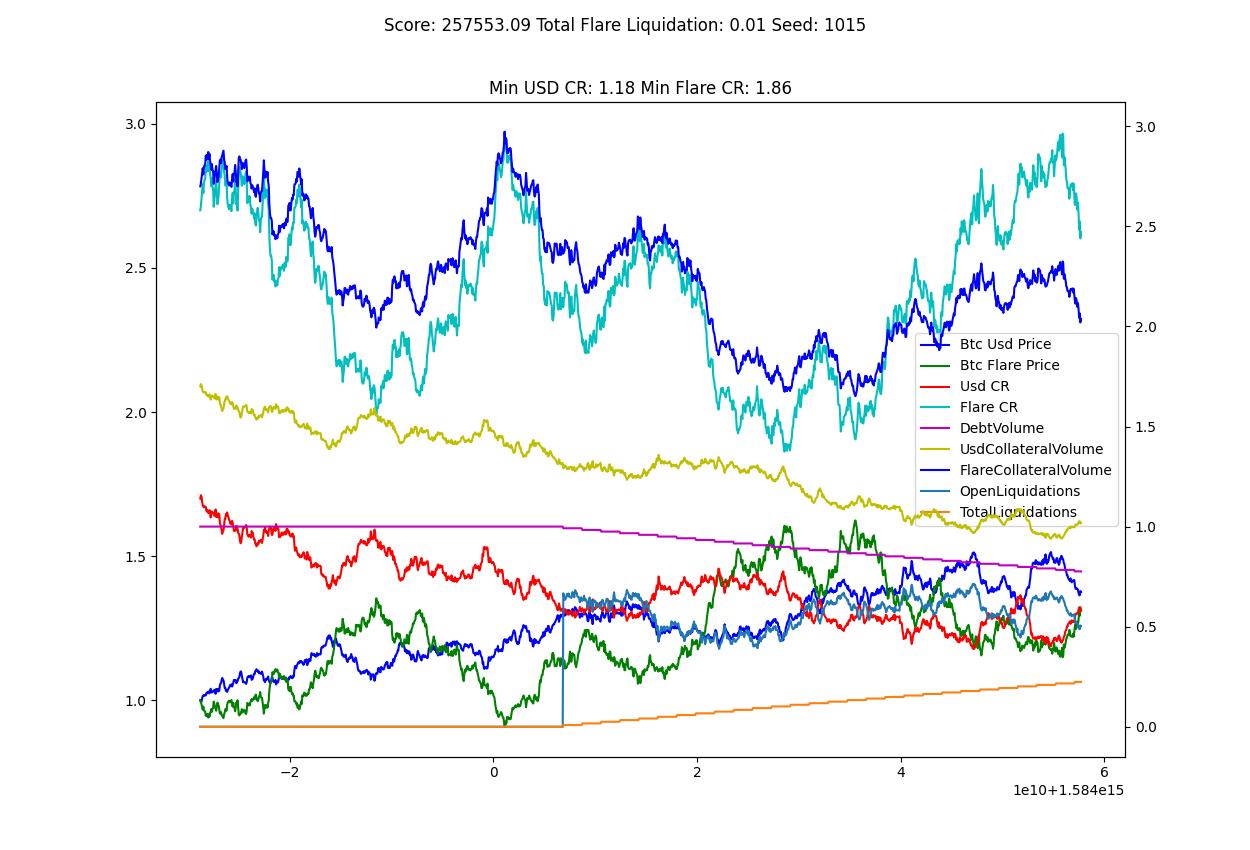 Score: 257553.09 Total Flare Liquidation: 0.01 Seed: 1015
Min USD CR: 1.18 Min Flare CR: 1.86
3.0
2.5
2.0
1.5
1.0
3.0
2.5
2.0
1.5
1.0
0.5
0.0
Btc Usd Price
Btc Flare Price
Usd CR
Flare CR
DebtVolume
UsdCollateralVolume
FlareCollateralVolume
OpenLiquidations
TotalLiquidations
−2 0 2 4 6
1e10+1.584e15